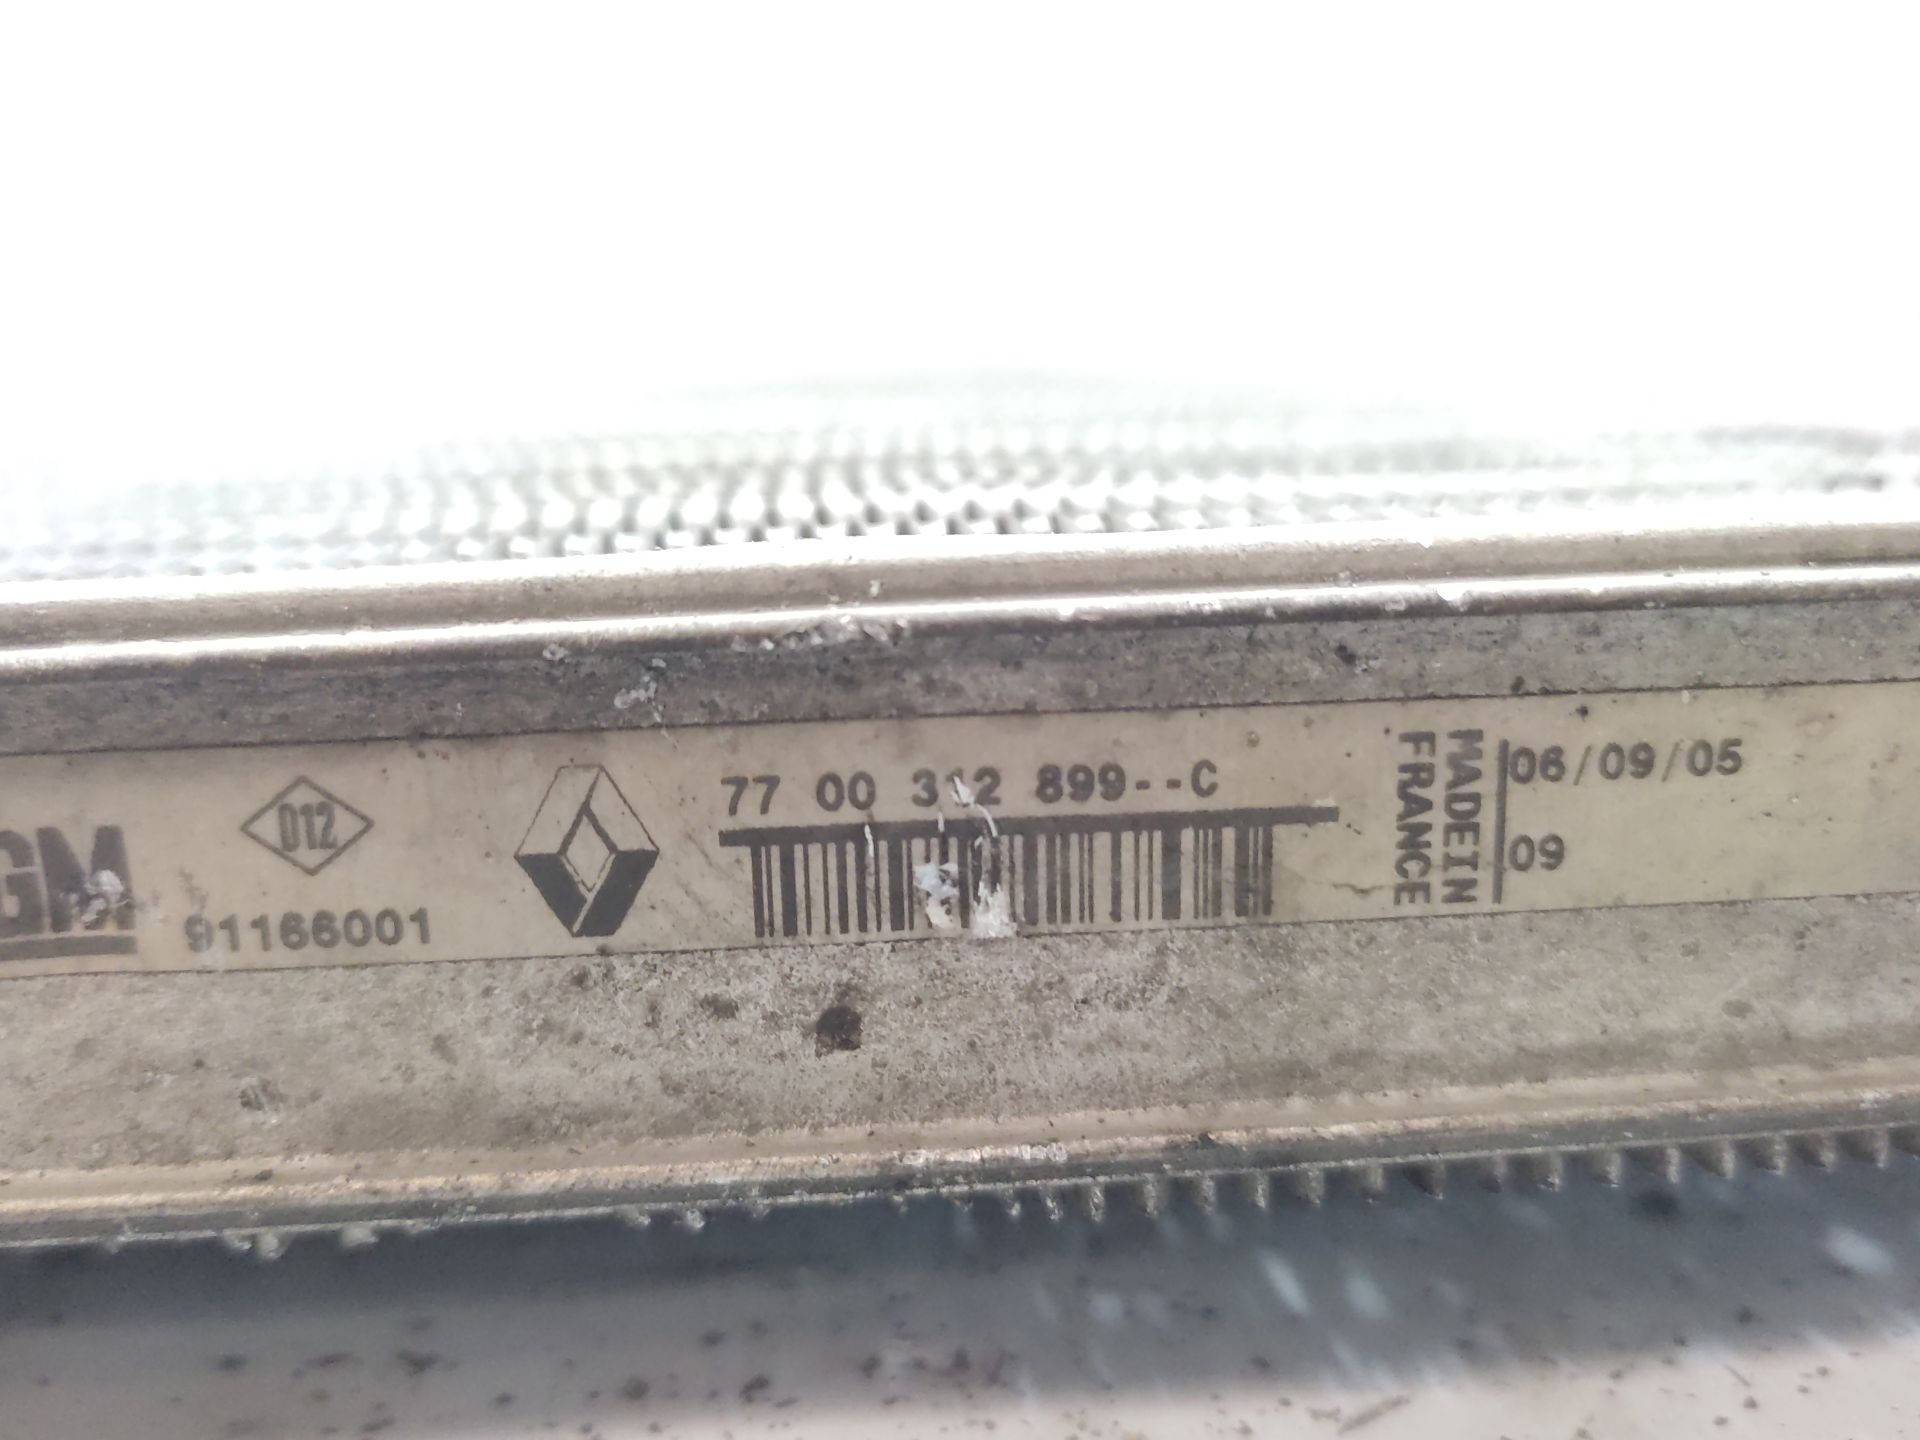 GM
D12
91166001
77 00 312 899--C
MADE IN
FRANCE
06/09/05
09